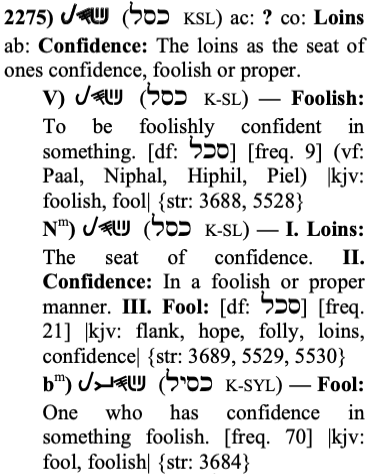 2275) (כסל KSL) ac: ? co: Loins
ab: Confidence: The loins as the seat of
ones confidence, foolish or proper.
V) (כסל K-SL) — Foolish:
To be foolishly confident in
something. [df: סכל] [freq. 9] (vf:
Paal, Niphal, Hiphil, Piel) |kjv:
foolish, fool| {str: 3688, 5528}
Nᵐ) (כסל K-SL) — I. Loins:
The seat of confidence. II.
Confidence: In a foolish or proper
manner. III. Fool: [df: סכל] [freq.
21] |kjv: flank, hope, folly, loins,
confidence| {str: 3689, 5529, 5530}
bᵐ) (כסיל K-SYL) — Fool:
One who has confidence in
something foolish. [freq. 70] |kjv:
fool, foolish| {str: 3684}